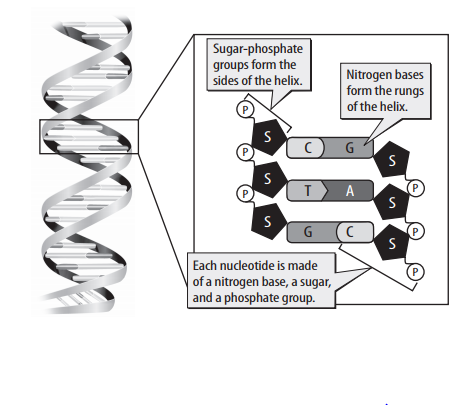 Sugar-phosphate
groups form the
sides of the helix.
Nitrogen bases
form the rungs
of the helix.
P
S
C G
S
P
S
T A
P
S
P
S
G C
P
S
P
Each nucleotide is made
of a nitrogen base, a sugar,
and a phosphate group.